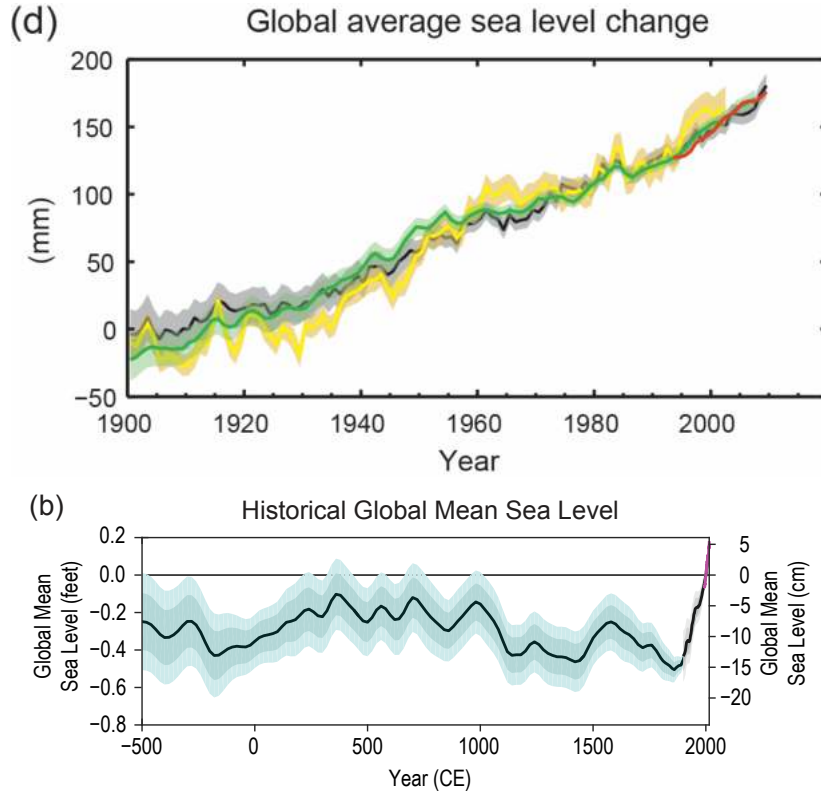 (d) Global average sea level change
200
150
100
50
0
−50
(mm)
1900 1920 1940 1960 1980 2000
Year
(b) Historical Global Mean Sea Level
0.2
0.0
−0.2
−0.4
−0.6
−0.8
Global Mean
Sea Level (feet)
5
0
−5
−10
−15
−20
Global Mean
Sea Level (cm)
−500 0 500 1000 1500 2000
Year (CE)